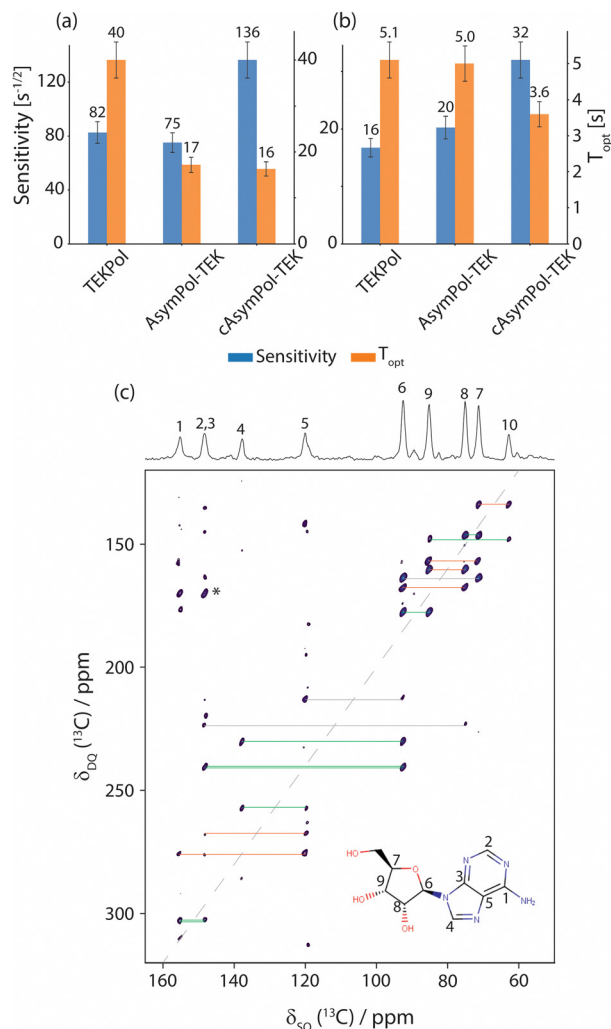 (a)
Sensitivity [s⁻¹ᐟ²]
120
80
40
0
82
40
75
17
136
16
40
20
0
TEKPol
AsymPol-TEK
cAsymPol-TEK
(b)
20
0
16
5.1
20
5.0
32
3.6
5
4
3
2
1
0
T_opt [s]
TEKPol
AsymPol-TEK
cAsymPol-TEK
Sensitivity
T_opt
(c)
1
2,3
4
5
6
9
8
7
10
150
200
250
300
δ_DQ (¹³C) / ppm
*
HO
7
O
9
6
HO
8
OH
N
3
2
N
N
5
1
NH₂
4
N
160
140
120
100
80
60
δ_SQ (¹³C) / ppm